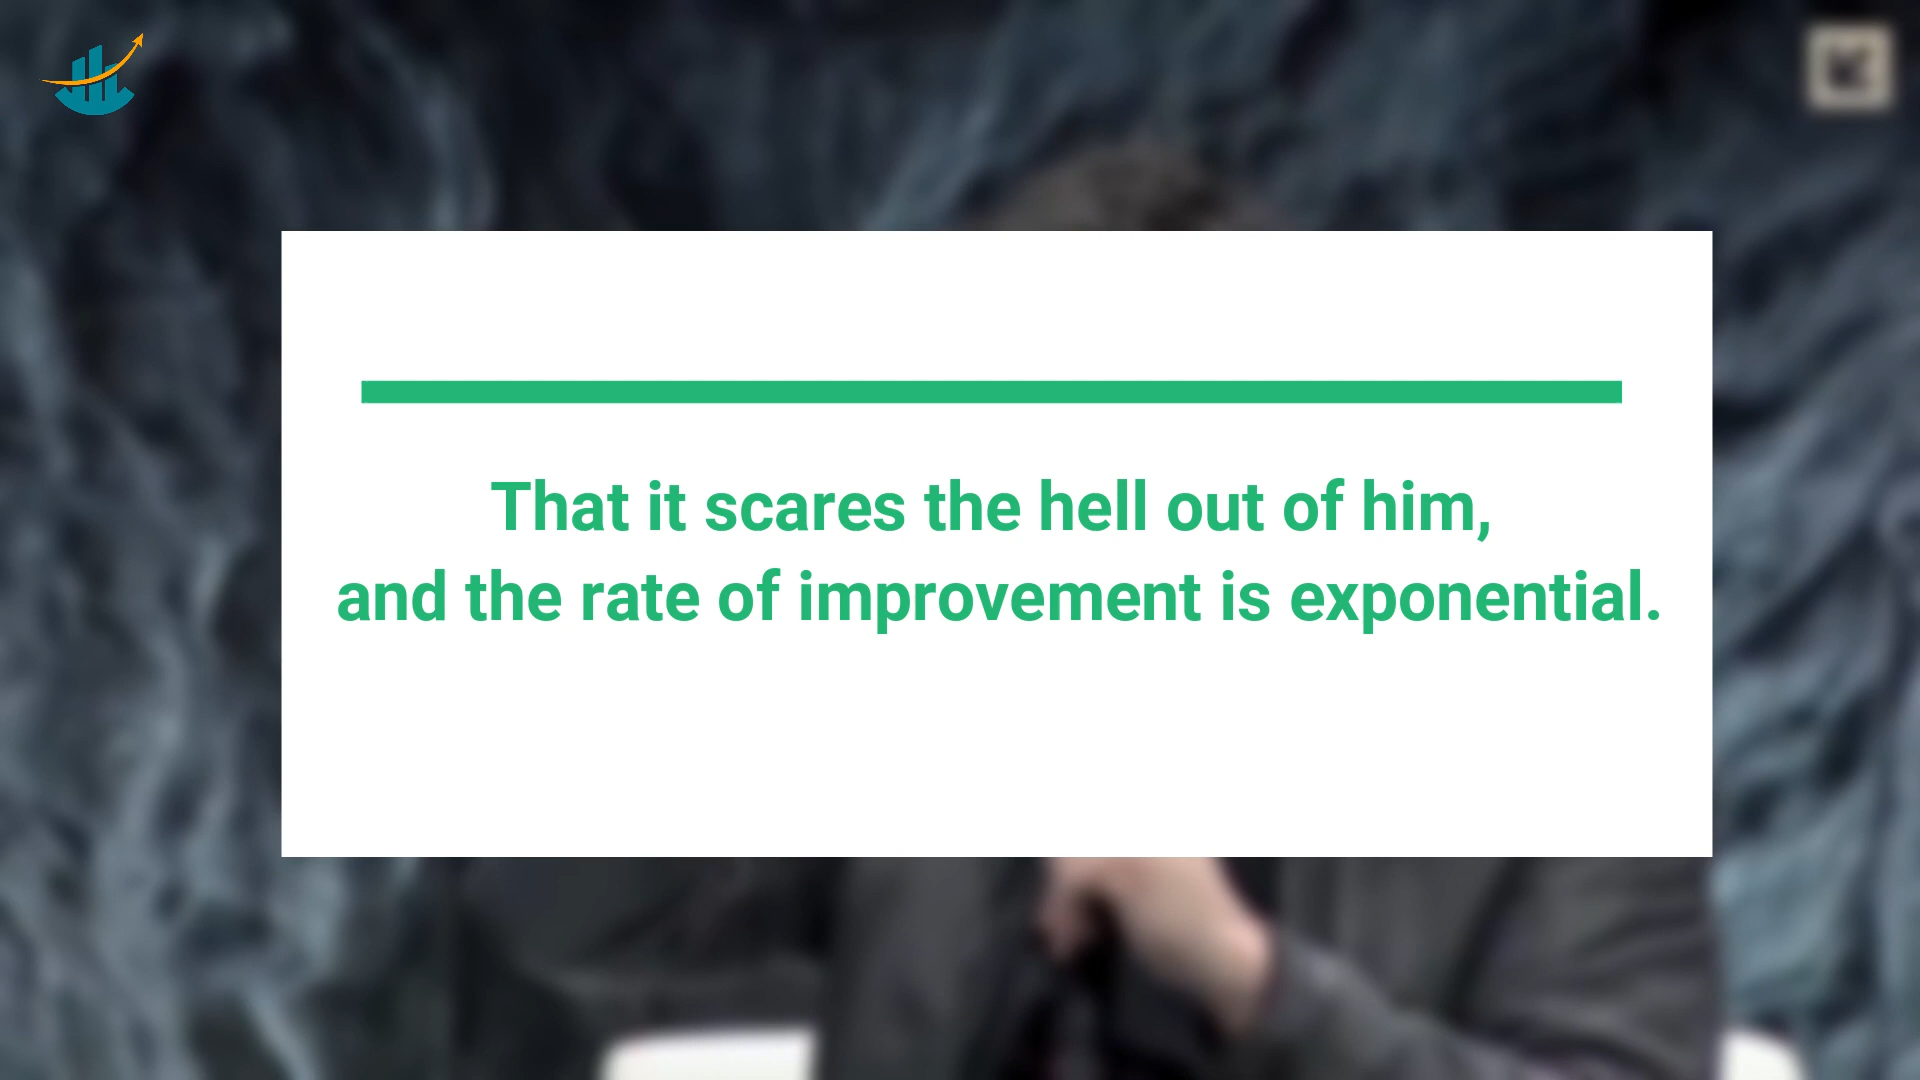 That it scares the hell out of him,
and the rate of improvement is exponential.